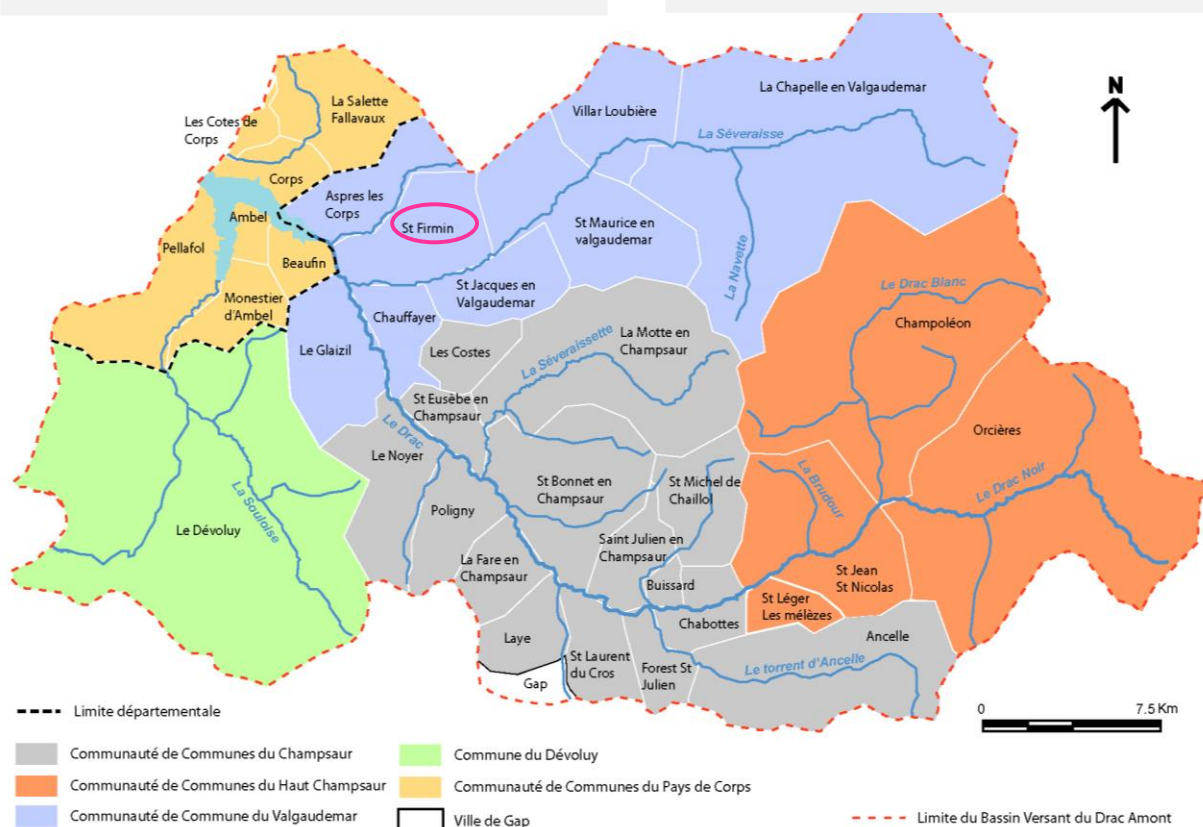 La Chapelle en Valgaudemar
N
La Salette
Fallavaux
Villar Loubière
Les Cotes de
Corps
La Séveraisse
Corps
Aspres les
Corps
Ambel
St Firmin
St Maurice en
valgaudemar
Pellafol
Beaufin
La Navette
St Jacques en
Valgaudemar
Le Drac Blanc
Monestier
d'Ambel
Chauffayer
Champoléon
La Motte en
Champsaur
Le Glaizil
Les Costes
La Séveraissette
St Eusèbe en
Champsaur
Le Drac
Orcières
Le Noyer
La Brudour
St Bonnet en
Champsaur
St Michel de
Chaillol
Le Drac Noir
La Souloise
Poligny
Le Dévoluy
Saint Julien en
Champsaur
La Fare en
Champsaur
St Jean
St Nicolas
Buissard
St Léger
Les mélèzes
Chabottes
Laye
Ancelle
St Laurent
du Cros
Forest St
Julien
Le torrent d'Ancelle
Gap
0 7.5 Km
Limite départementale
Communauté de Communes du Champsaur
Commune du Dévoluy
Communauté de Communes du Haut Champsaur
Communauté de Communes du Pays de Corps
Communauté de Commune du Valgaudemar
Ville de Gap
Limite du Bassin Versant du Drac Amont